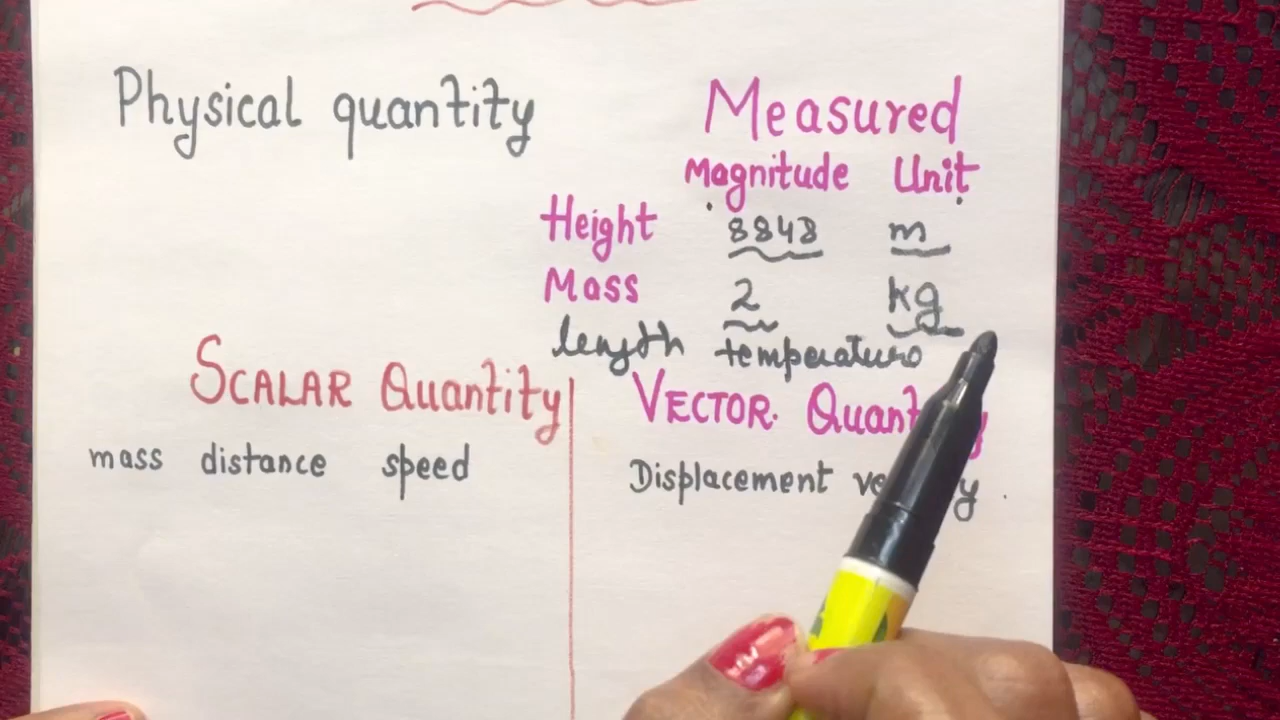 Physical quantity
Measured
Magnitude Unit
Height 8848 m
Mass 2 kg
length temperature
SCALAR Quantity
mass distance speed
VECTOR Quantity
Displacement